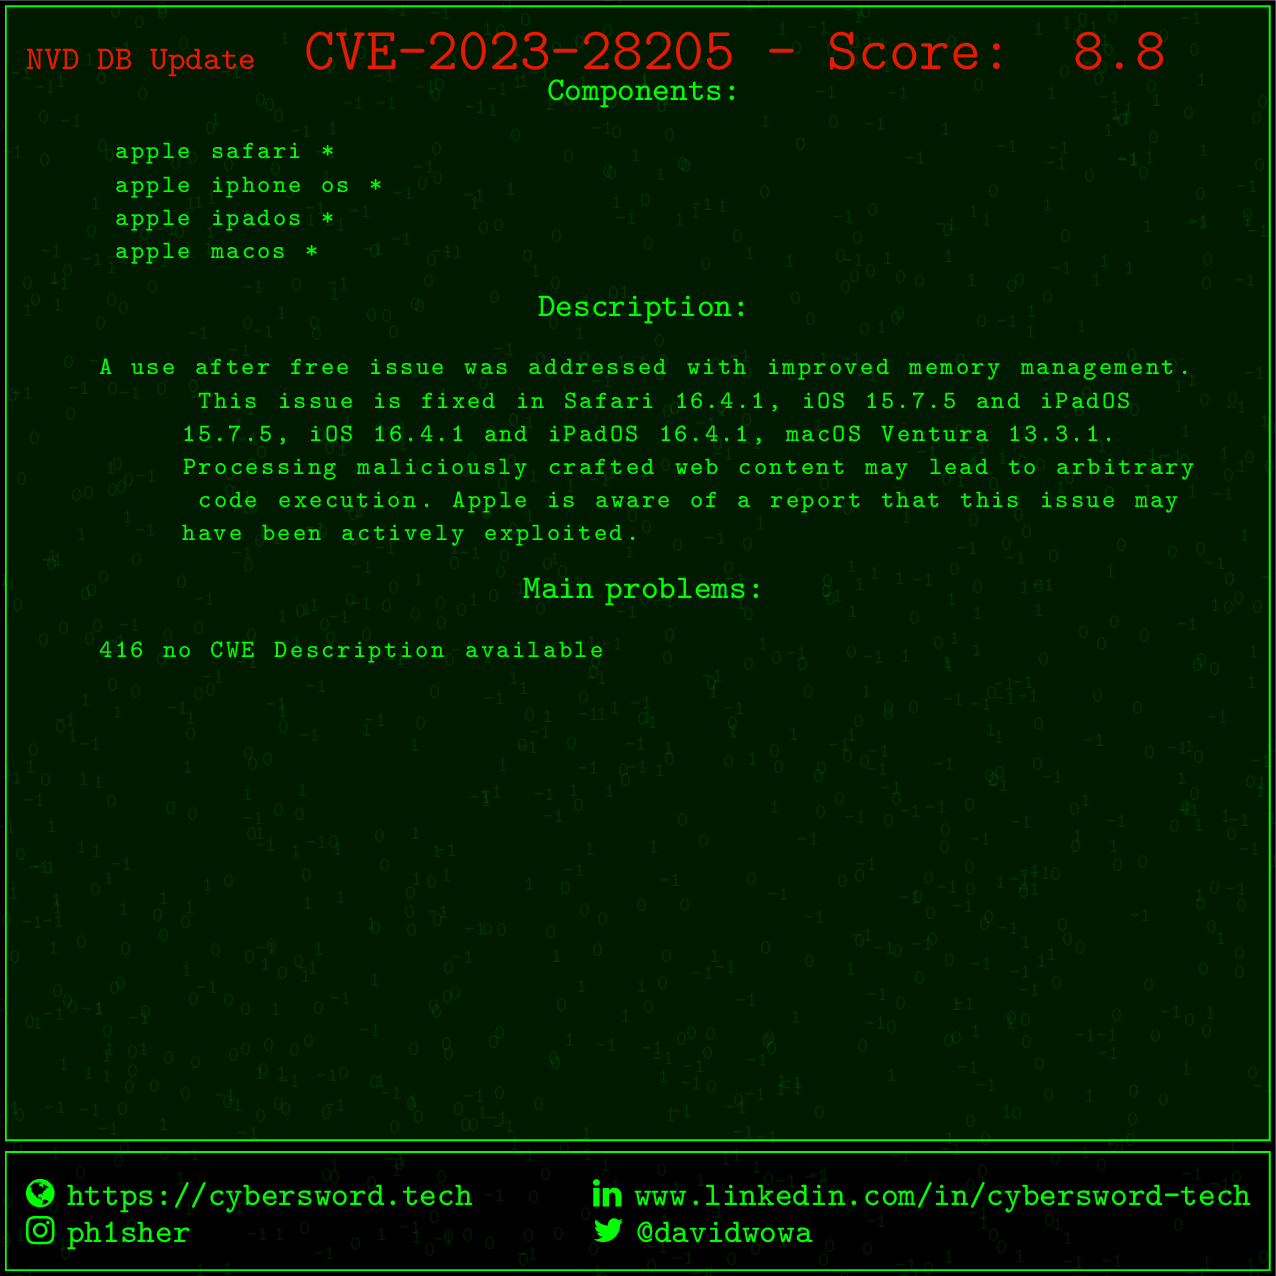 NVD DB Update CVE-2023-28205 - Score: 8.8
Components:
apple safari *
apple iphone os *
apple ipados *
apple macos *
Description:
A use after free issue was addressed with improved memory management.
This issue is fixed in Safari 16.4.1, iOS 15.7.5 and iPadOS
15.7.5, iOS 16.4.1 and iPadOS 16.4.1, macOS Ventura 13.3.1.
Processing maliciously crafted web content may lead to arbitrary
code execution. Apple is aware of a report that this issue may
have been actively exploited.
Main problems:
416 no CWE Description available
https://cybersword.tech www.linkedin.com/in/cybersword-tech
ph1sher @davidwowa